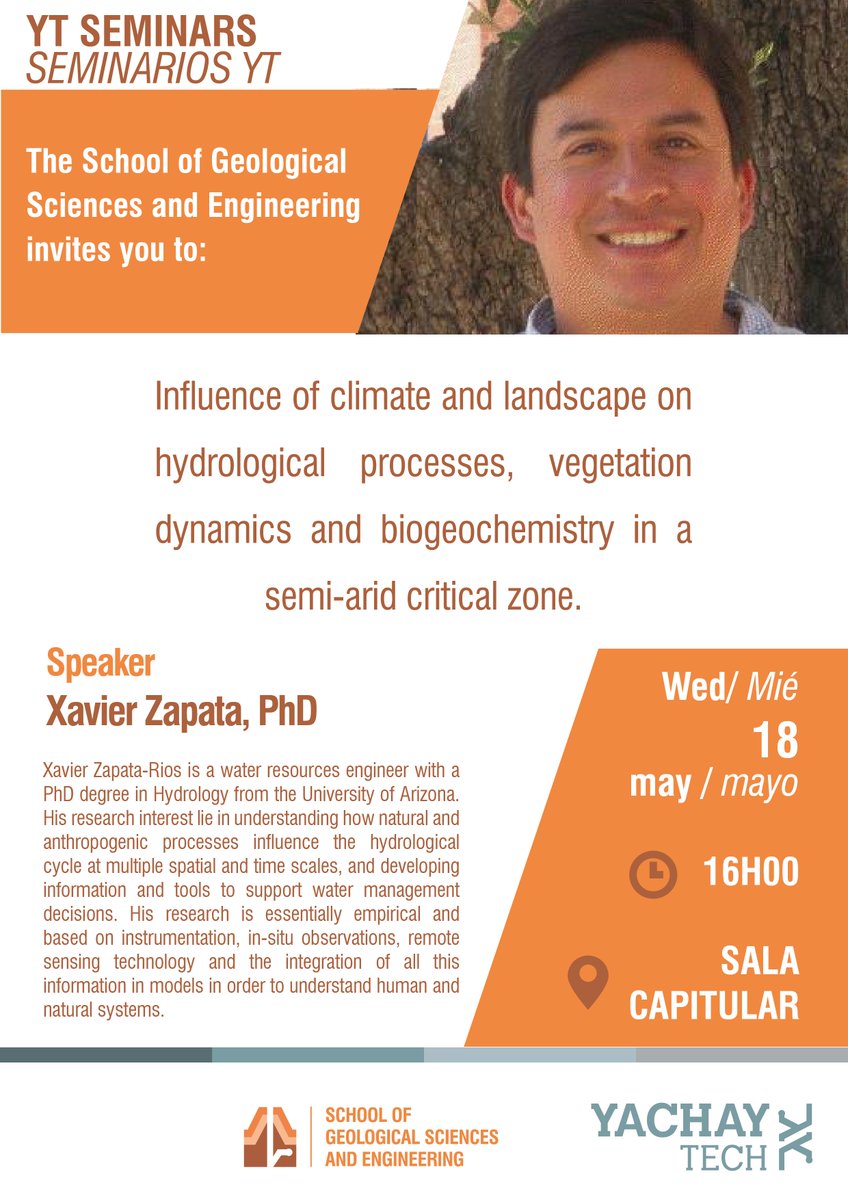 YT SEMINARS
SEMINARIOS YT
The School of Geological
Sciences and Engineering
invites you to:
Influence of climate and landscape on
hydrological processes, vegetation
dynamics and biogeochemistry in a
semi-arid critical zone.
Speaker
Xavier Zapata, PhD
Xavier Zapata-Rios is a water resources engineer with a
PhD degree in Hydrology from the University of Arizona.
His research interest lie in understanding how natural and
anthropogenic processes influence the hydrological
cycle at multiple spatial and time scales, and developing
information and tools to support water management
decisions. His research is essentially empirical and
based on instrumentation, in-situ observations, remote
sensing technology and the integration of all this
information in models in order to understand human and
natural systems.
Wed/ Mié
18
may / mayo
16H00
SALA
CAPITULAR
SCHOOL OF
GEOLOGICAL SCIENCES
AND ENGINEERING
YACHAY
TECH